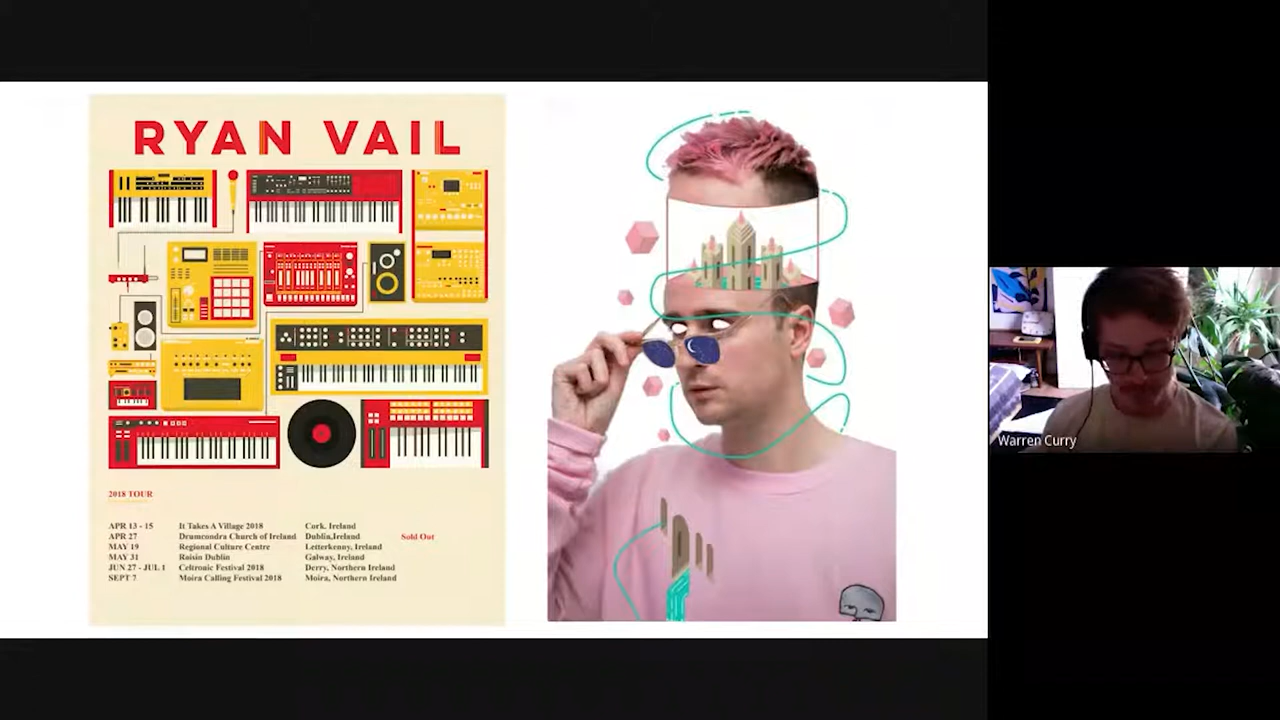 RYAN VAIL
2018 TOUR
APR 13 - 15 It Takes A Village 2018 Cork, Ireland
APR 27 Drumcondra Church of Ireland Dublin,Ireland Sold Out
MAY 19 Regional Culture Centre Letterkenny, Ireland
MAY 31 Roisin Dublin Galway, Ireland
JUN 27 - JUL 1 Celtronic Festival 2018 Derry, Northern Ireland
SEPT 7 Moira Calling Festival 2018 Moira, Northern Ireland
Warren Curry